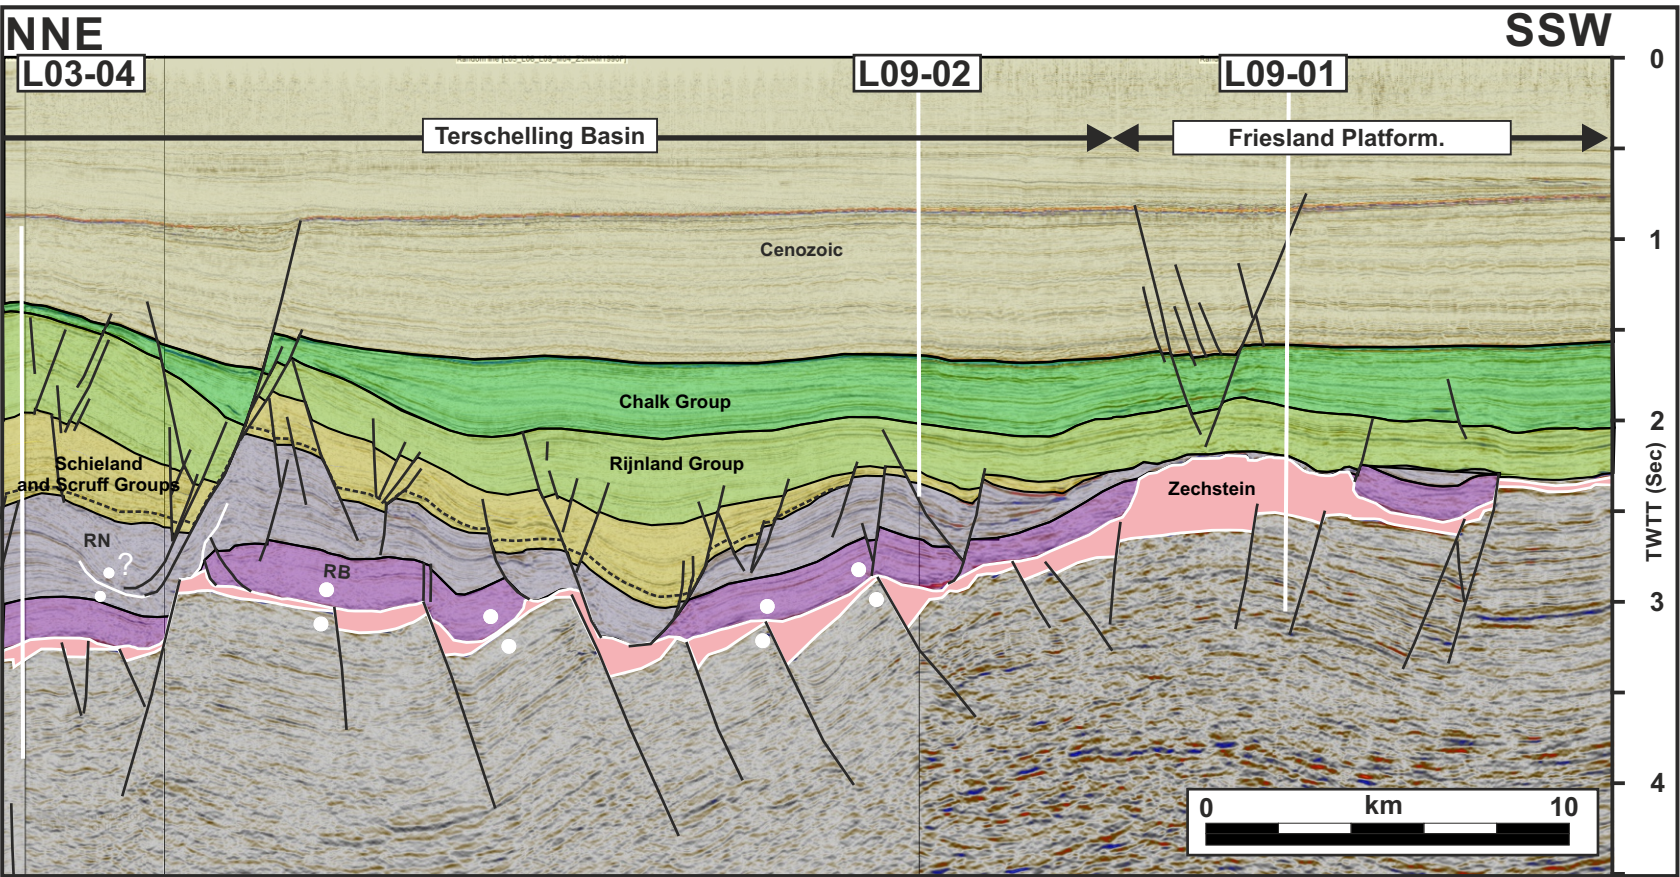 NNE
SSW
L03-04
L09-02
L09-01
0
Terschelling Basin
Friesland Platform.
Cenozoic
1
Chalk Group
2
Rijnland Group
Schieland
and Scruff Groups
Zechstein
TWTT (Sec)
RN
?
RB
3
4
0 km 10